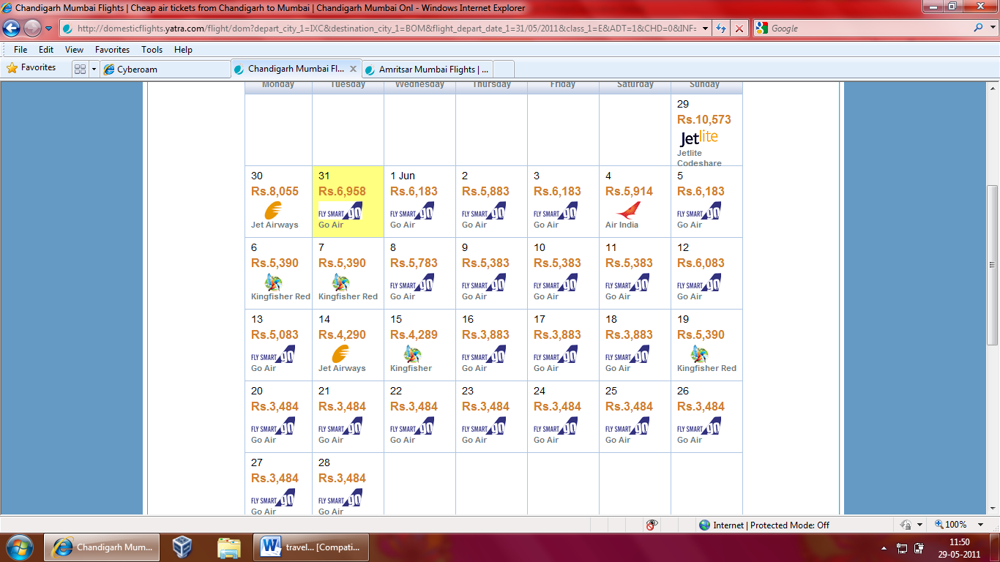 Chandigarh Mumbai Flights | Cheap air tickets from Chandigarh to Mumbai | Chandigarh Mumbai Onl - Windows Internet Explorer
http://domesticflights.yatra.com/flight/dom?depart_city_1=IXC&destination_city_1=BOM&flight_depart_date_1=31/05/2011&class_1=E&ADT=1&CHD=0&INF= Google
File Edit View Favorites Tools Help
Favorites Cyberoam Chandigarh Mumbai Fl... Amritsar Mumbai Flights | ...
Monday Tuesday Wednesday Thursday Friday Saturday Sunday
29
Rs.10,573
Jetlite
Jetlite
Codeshare
30 31 1 Jun 2 3 4 5
Rs.8,055 Rs.6,958 Rs.6,183 Rs.5,883 Rs.6,183 Rs.5,914 Rs.6,183
FLY SMART go FLY SMART go FLY SMART go FLY SMART go FLY SMART go
Jet Airways Go Air Go Air Go Air Go Air Air India Go Air
6 7 8 9 10 11 12
Rs.5,390 Rs.5,390 Rs.5,783 Rs.5,383 Rs.5,383 Rs.5,383 Rs.6,083
FLY SMART go FLY SMART go FLY SMART go FLY SMART go FLY SMART go
Kingfisher Red Kingfisher Red Go Air Go Air Go Air Go Air Go Air
13 14 15 16 17 18 19
Rs.5,083 Rs.4,290 Rs.4,289 Rs.3,883 Rs.3,883 Rs.3,883 Rs.5,390
FLY SMART go FLY SMART go FLY SMART go FLY SMART go
Go Air Jet Airways Kingfisher Go Air Go Air Go Air Kingfisher Red
20 21 22 23 24 25 26
Rs.3,484 Rs.3,484 Rs.3,484 Rs.3,484 Rs.3,484 Rs.3,484 Rs.3,484
FLY SMART go FLY SMART go FLY SMART go FLY SMART go FLY SMART go FLY SMART go FLY SMART go
Go Air Go Air Go Air Go Air Go Air Go Air Go Air
27 28
Rs.3,484 Rs.3,484
FLY SMART go FLY SMART go
Go Air Go Air
Internet | Protected Mode: Off 100%
Chandigarh Mum... travel... [Compati... 11:50
29-05-2011